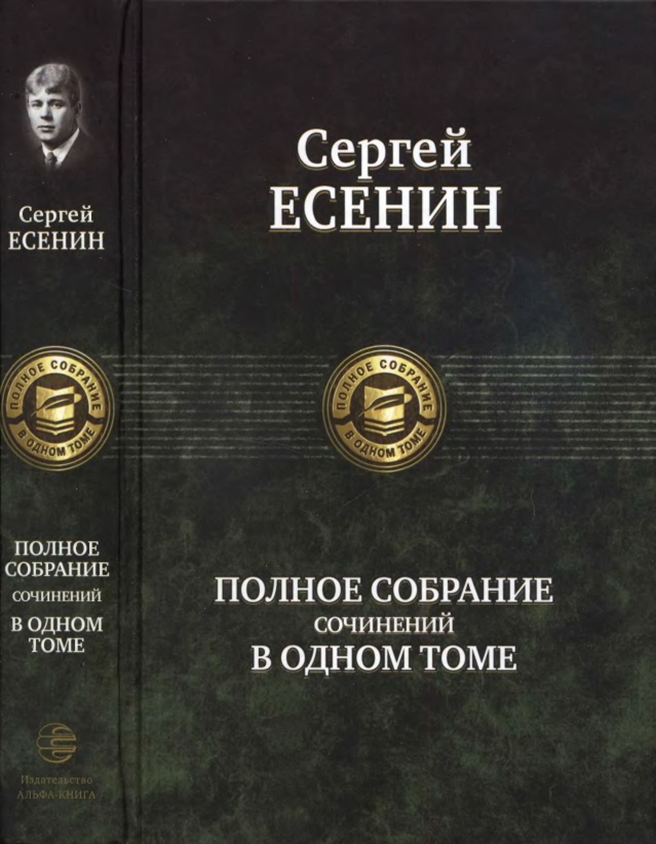 Сергей
ЕСЕНИН
ПОЛНОЕ СОБРАНИЕ
В ОДНОМ ТОМЕ
ПОЛНОЕ
СОБРАНИЕ
СОЧИНЕНИЙ
В ОДНОМ
ТОМЕ
Издательство
АЛЬФА-КНИГА
Сергей
ЕСЕНИН
ПОЛНОЕ СОБРАНИЕ
В ОДНОМ ТОМЕ
ПОЛНОЕ СОБРАНИЕ
СОЧИНЕНИЙ
В ОДНОМ ТОМЕ